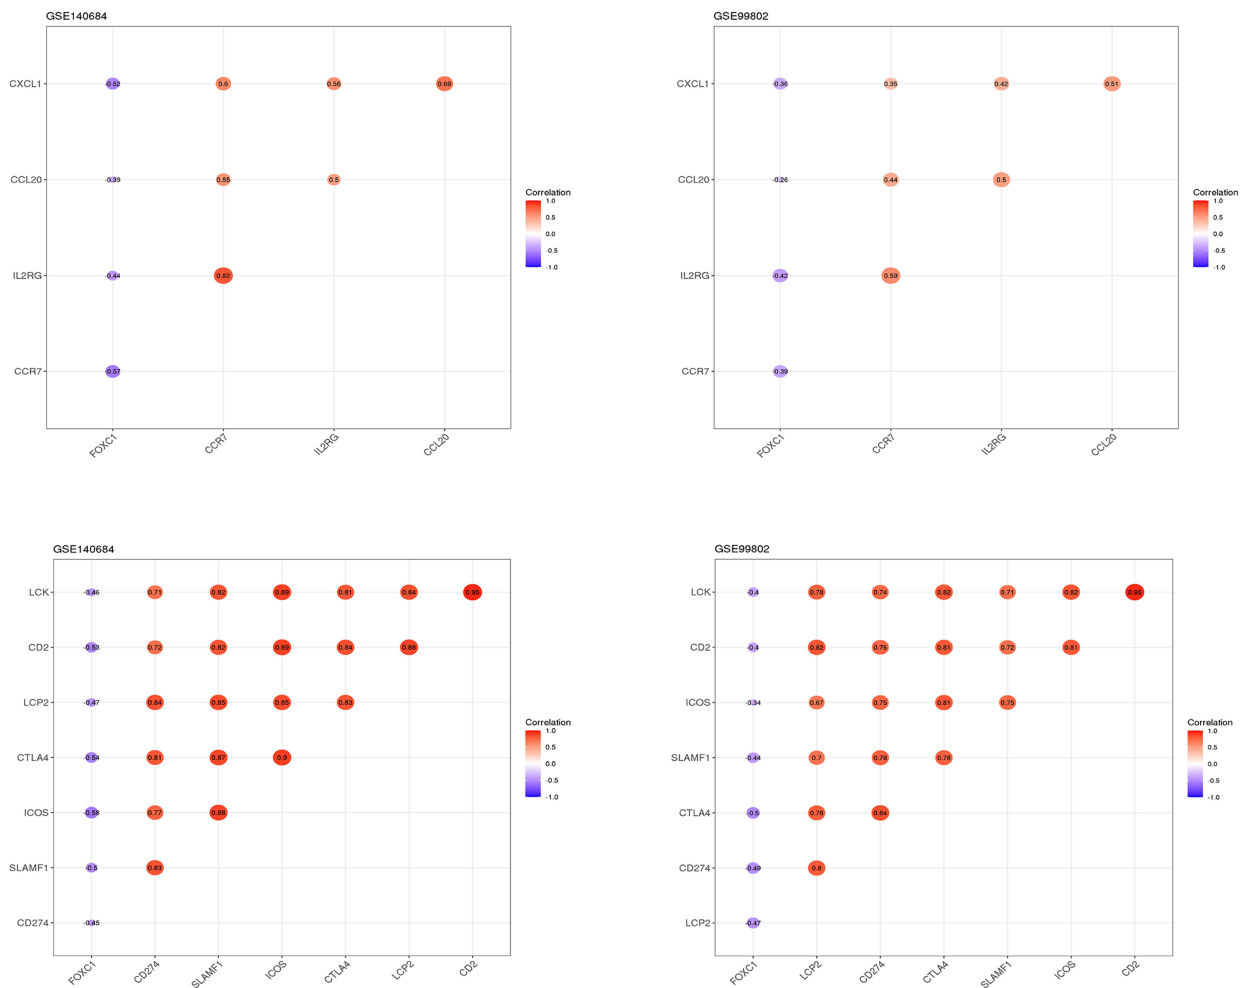 GSE140684
CXCL1 -0.52 0.6 0.56 0.69
CCL20 -0.39 0.55 0.5
IL2RG -0.44 0.82
CCR7 -0.57
FOXC1 CCR7 IL2RG CCL20
Correlation
1.0
0.5
0.0
-0.5
-1.0
GSE99802
CXCL1 -0.36 0.35 0.42 0.51
CCL20 -0.26 0.44 0.5
IL2RG -0.42 0.59
CCR7 -0.39
FOXC1 CCR7 IL2RG CCL20
Correlation
1.0
0.5
0.0
-0.5
-1.0
GSE140684
LCK -0.46 0.71 0.82 0.89 0.81 0.84 0.95
CD2 -0.53 0.72 0.82 0.89 0.84 0.88
LCP2 -0.47 0.84 0.85 0.85 0.83
CTLA4 -0.54 0.81 0.87 0.9
ICOS -0.58 0.77 0.88
SLAMF1 -0.5 0.83
CD274 -0.45
FOXC1 CD274 SLAMF1 ICOS CTLA4 LCP2 CD2
Correlation
1.0
0.5
0.0
-0.5
-1.0
GSE99802
LCK -0.4 0.78 0.74 0.82 0.71 0.82 0.95
CD2 -0.4 0.82 0.76 0.81 0.72 0.81
ICOS -0.34 0.67 0.75 0.81 0.75
SLAMF1 -0.44 0.7 0.78 0.78
CTLA4 -0.5 0.78 0.84
CD274 -0.49 0.8
LCP2 -0.47
FOXC1 LCP2 CD274 CTLA4 SLAMF1 ICOS CD2
Correlation
1.0
0.5
0.0
-0.5
-1.0